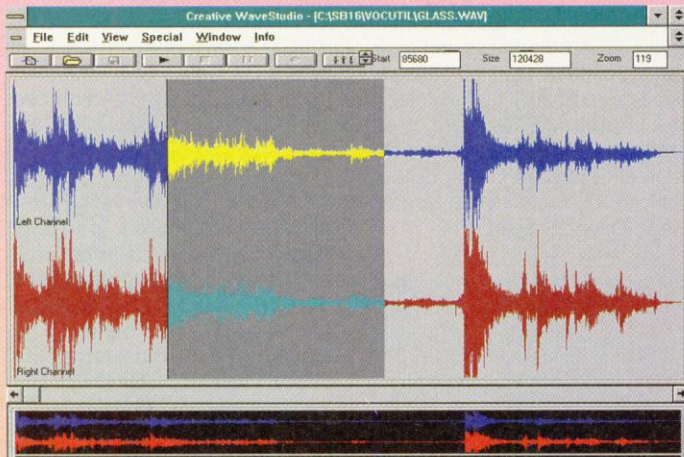 Creative WaveStudio - [C:\SB16\VOCUTIL\GLASS.WAV]
File Edit View Special Window Info
Start 85680 Size 120428 Zoom 119
Left Channel
Right Channel